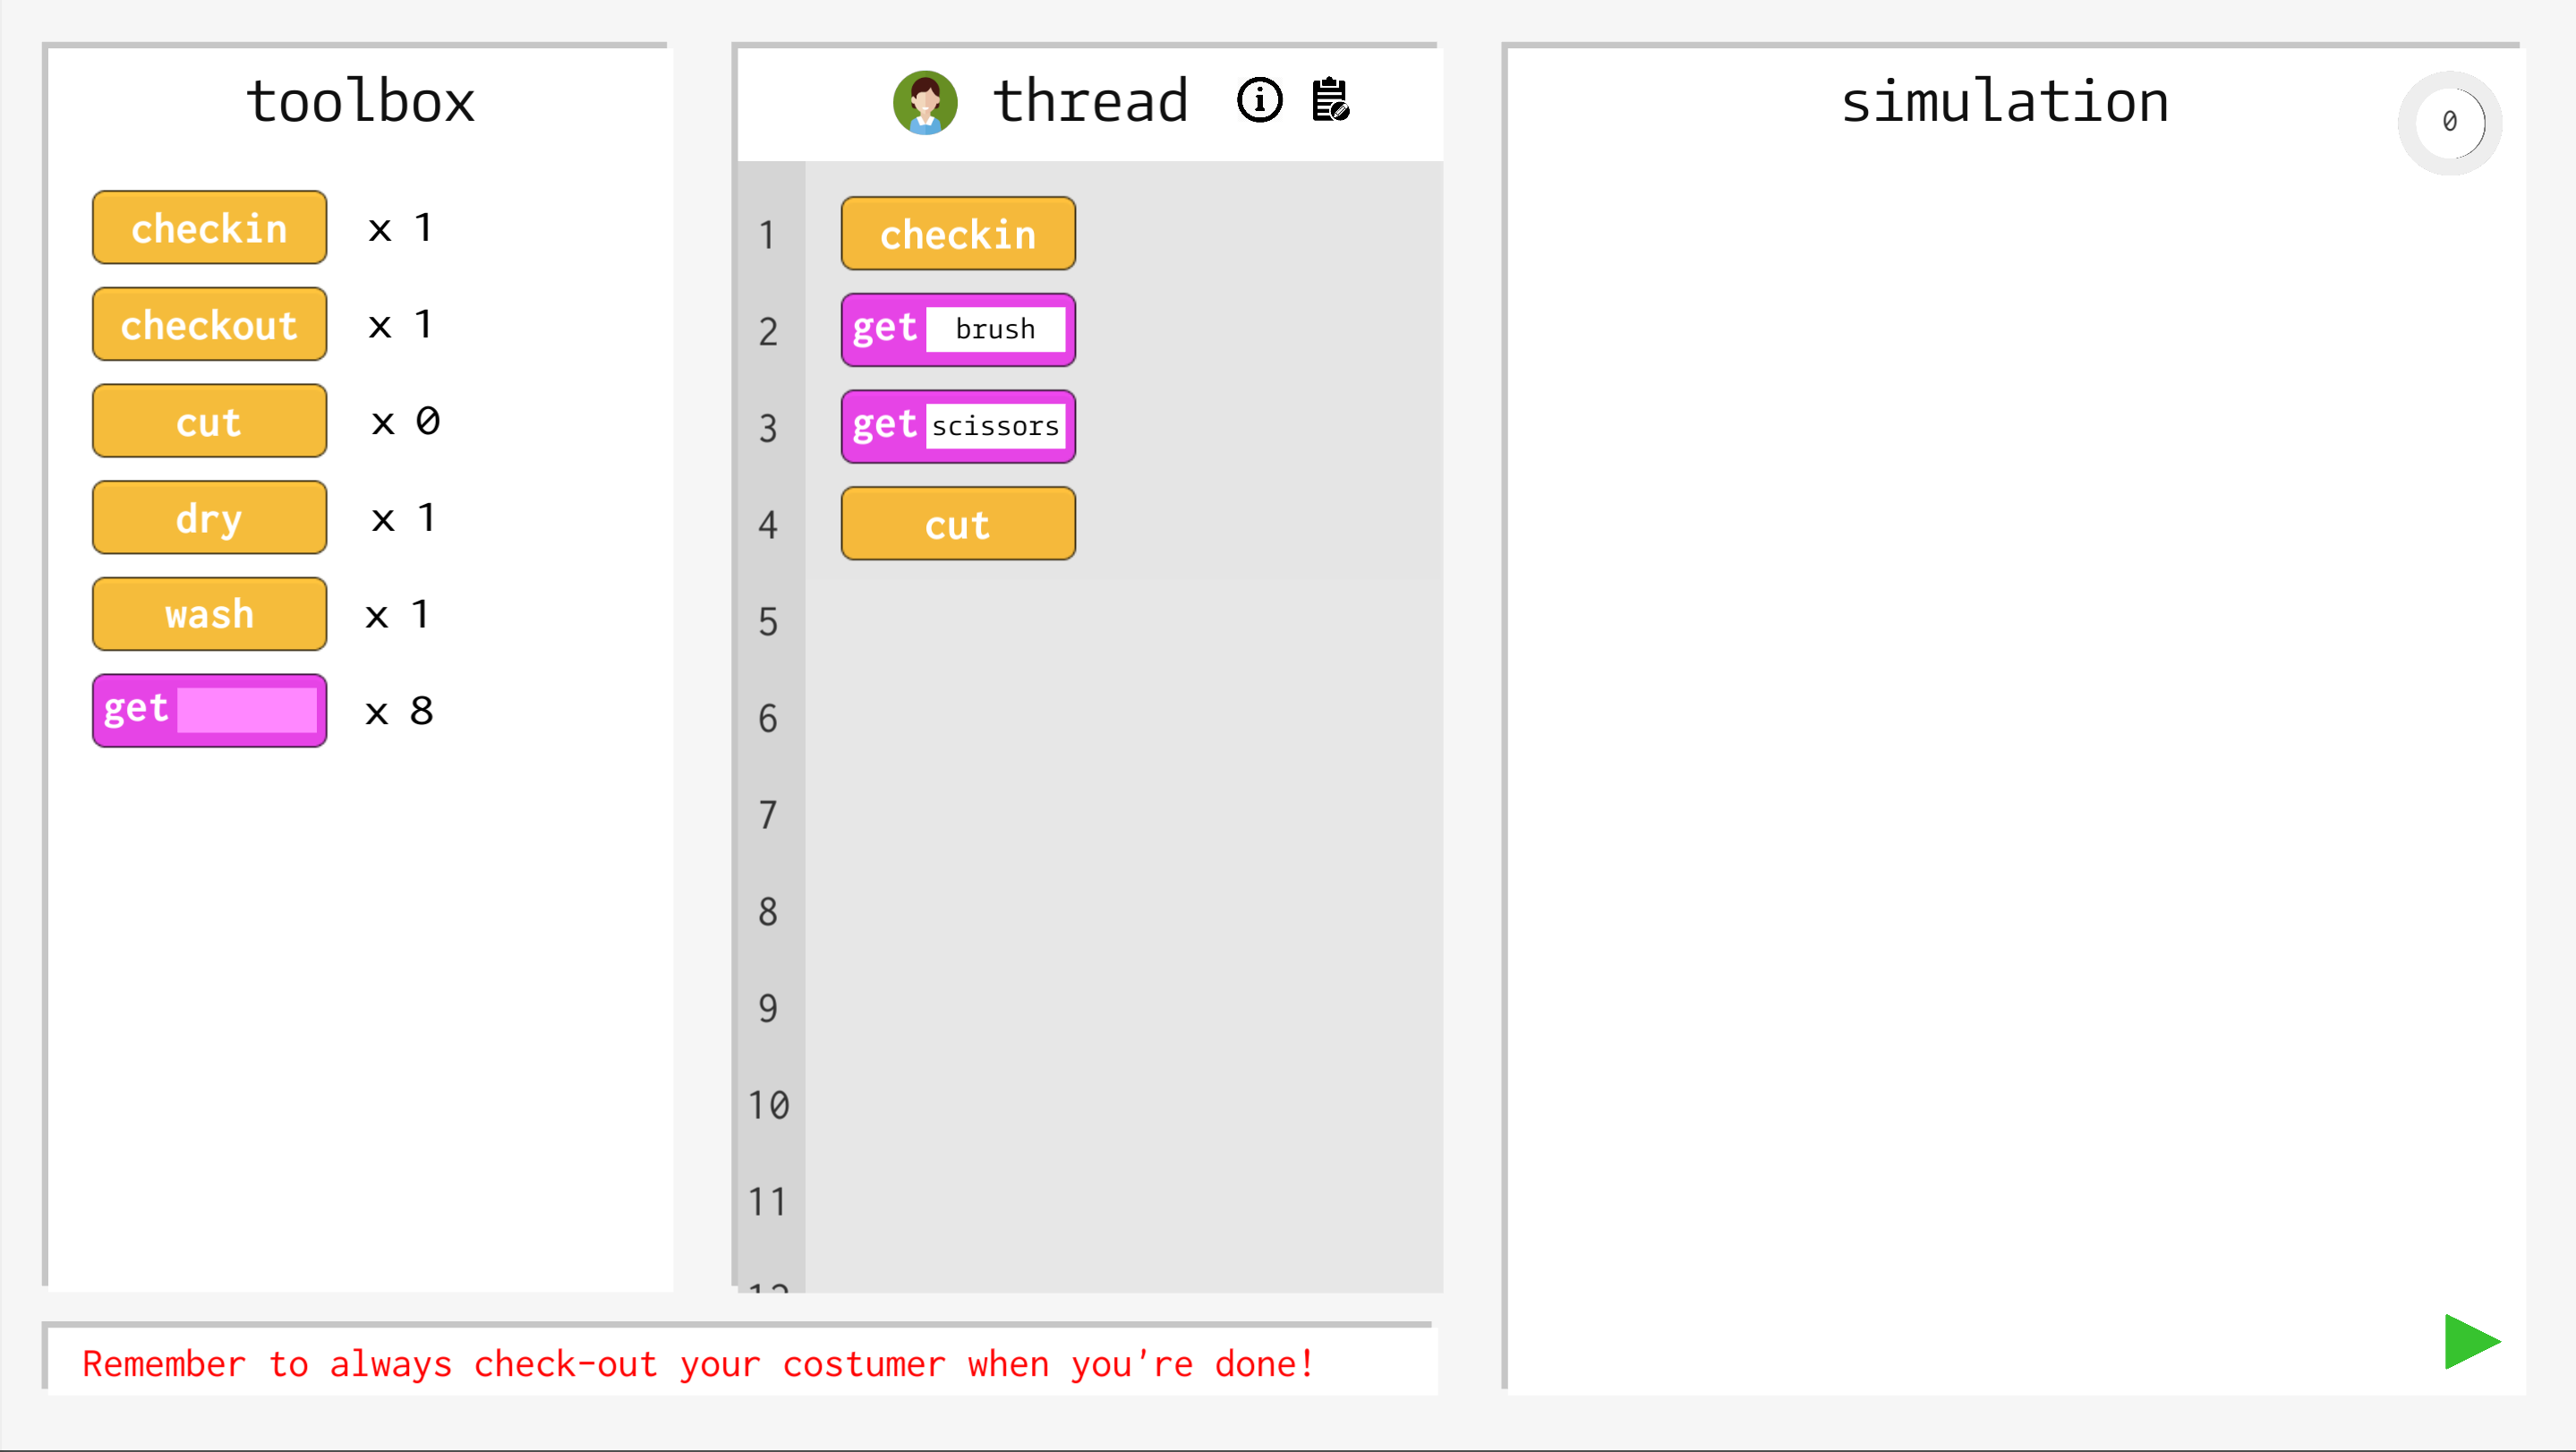 toolbox
checkin x 1
checkout x 1
cut x 0
dry x 1
wash x 1
get x 8
thread
1 checkin
2 get brush
3 get scissors
4 cut
5
6
7
8
9
10
11
12
simulation
0
Remember to always check-out your costumer when you're done!